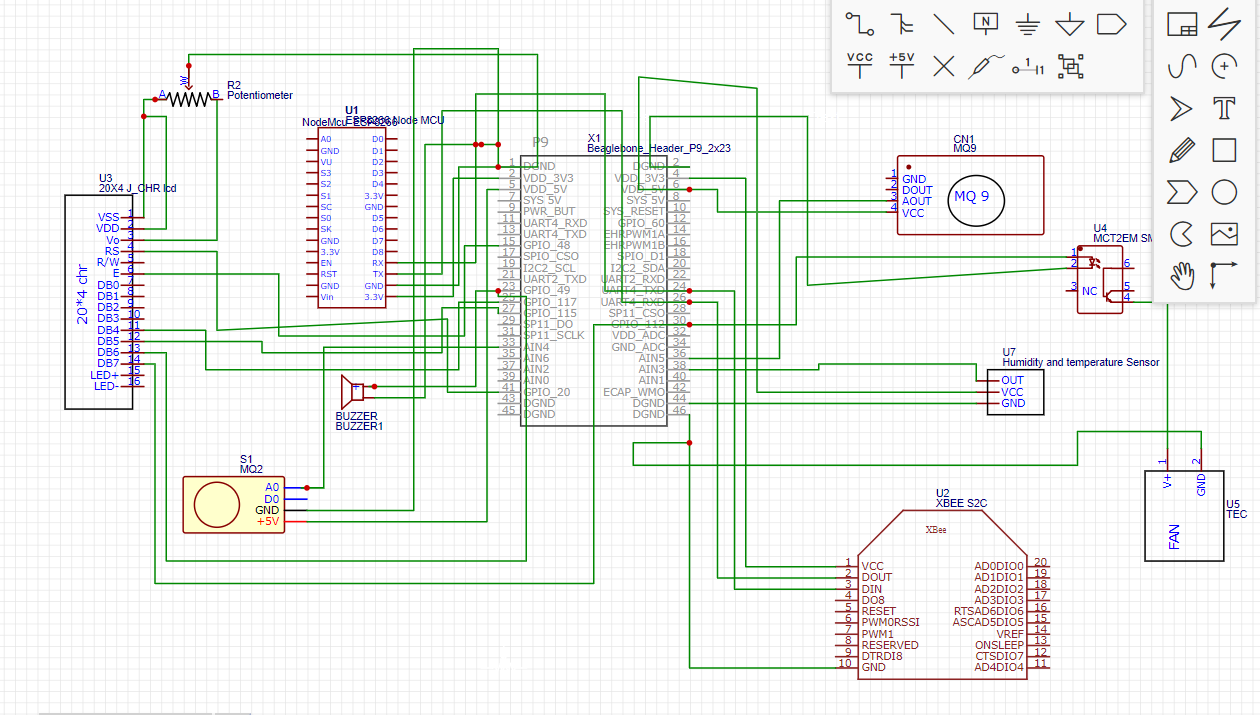 N
VCC
+5V
1
T
W
A
B
R2
Potentiometer
U1
ESP8266 Node MCU
NodeMcu_ESP8266
A0 D0
GND D1
VU D2
S3 D3
S2 D4
S1 3.3V
SC GND
S0 D5
SK D6
GND D7
3.3V D8
EN RX
RST TX
GND GND
Vin 3.3V
P9
X1
Beaglebone_Header_P9_2x23
1 DGND DGND 2
3 VDD_3V3 VDD_3V3 4
5 VDD_5V VDD_5V 6
7 SYS 5V SYS 5V 8
9 PWR_BUT SYS_RESET 10
11 UART4_RXD GPIO_60 12
13 UART4_TXD EHRPWM1A 14
15 GPIO_48 EHRPWM1B 16
17 GPIO_CSO GPIO_D1 18
19 I2C2_SCL I2C2_SDA 20
21 UART2_TXD UART2_RXD 22
23 GPIO_49 UART4_TXD 24
25 GPIO_117 UART4_RXD 26
27 GPIO_115 SP11_CSO 28
29 SP11_DO GPIO_112 30
31 SP11_SCLK VDD_ADC 32
33 AIN4 GND_ADC 34
35 AIN6 AIN5 36
37 AIN2 AIN3 38
39 AIN0 AIN1 40
41 GPIO_20 ECAP_WMO 42
43 DGND DGND 44
45 DGND DGND 46
CN1
MQ9
1 GND
2 DOUT
3 AOUT
4 VCC
MQ 9
U4
MCT2EM
1
2
3 NC
6
5
4
U3
20X4 J_CHR lcd
20*4 chr
VSS 1
VDD 2
Vo 3
RS 4
R/W 5
E 6
DB0 7
DB1 8
DB2 9
DB3 10
DB4 11
DB5 12
DB6 13
DB7 14
LED+ 15
LED- 16
BUZZER
BUZZER1
S1
MQ2
A0
D0
GND
+5V
U7
Humidity and temperature Sensor
OUT
VCC
GND
1
2
V+
GND
FAN
U5
TEC
U2
XBEE S2C
XBee
1 VCC AD0DIO0 20
2 DOUT AD1DIO1 19
3 DIN AD2DIO2 18
4 DO8 AD3DIO3 17
5 RESET RTSAD6DIO6 16
6 PWM0RSSI ASCAD5DIO5 15
7 PWM1 VREF 14
8 RESERVED ONSLEEP 13
9 DTRDI8 CTSDIO7 12
10 GND AD4DIO4 11